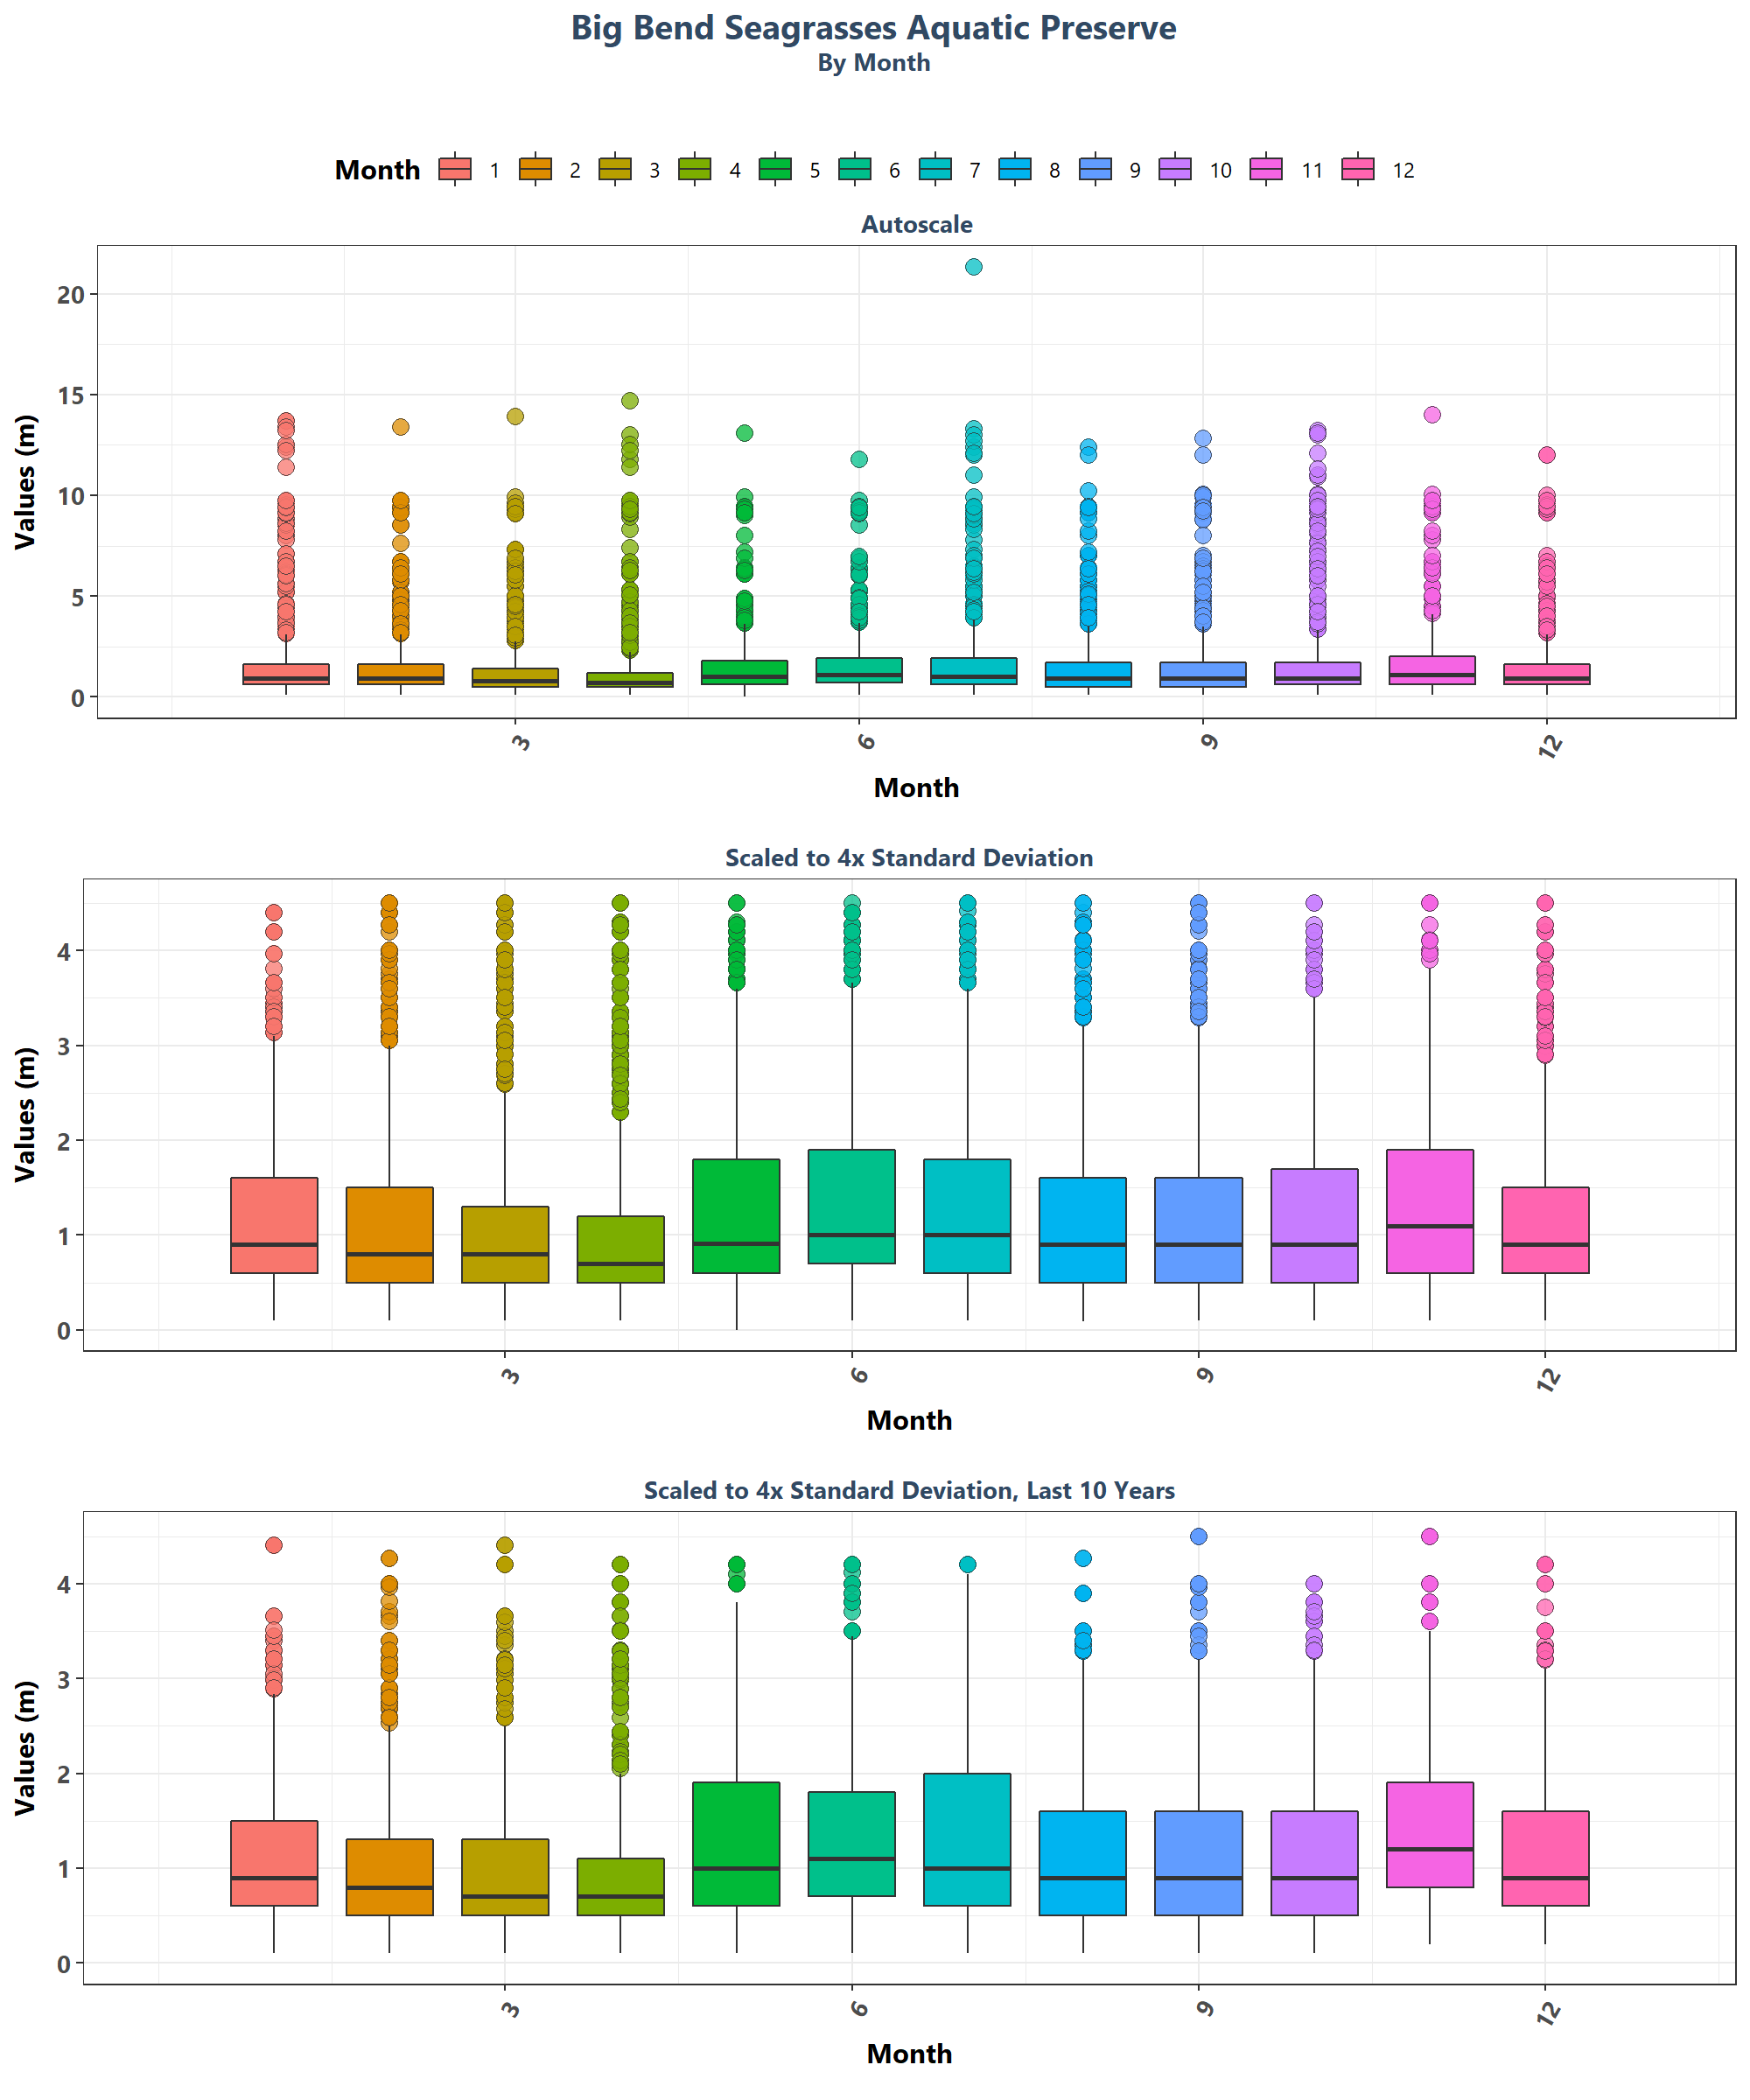 Big Bend Seagrasses Aquatic Preserve
By Month
Month 1 2 3 4 5 6 7 8 9 10 11 12
Autoscale
Values (m)
20
15
10
5
0
3 6 9 12
Month
Scaled to 4x Standard Deviation
Values (m)
4
3
2
1
0
3 6 9 12
Month
Scaled to 4x Standard Deviation, Last 10 Years
Values (m)
4
3
2
1
0
3 6 9 12
Month